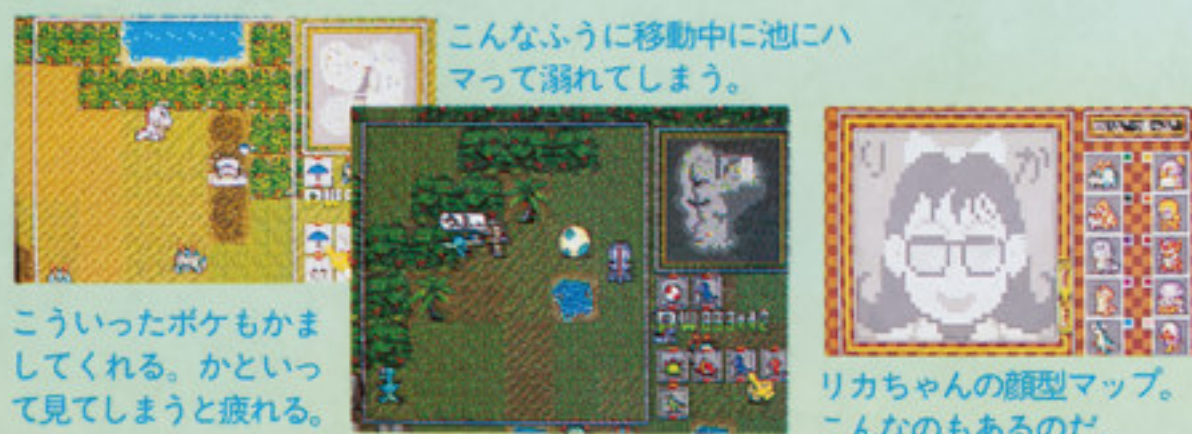 こんなふうに移動中に池にハ
マって溺れてしまう。
こういったボケもかま
してくれる。かといっ
て見てしまうと疲れる。
りか
リカちゃんの顔型マップ。
こんなのもあるのだ